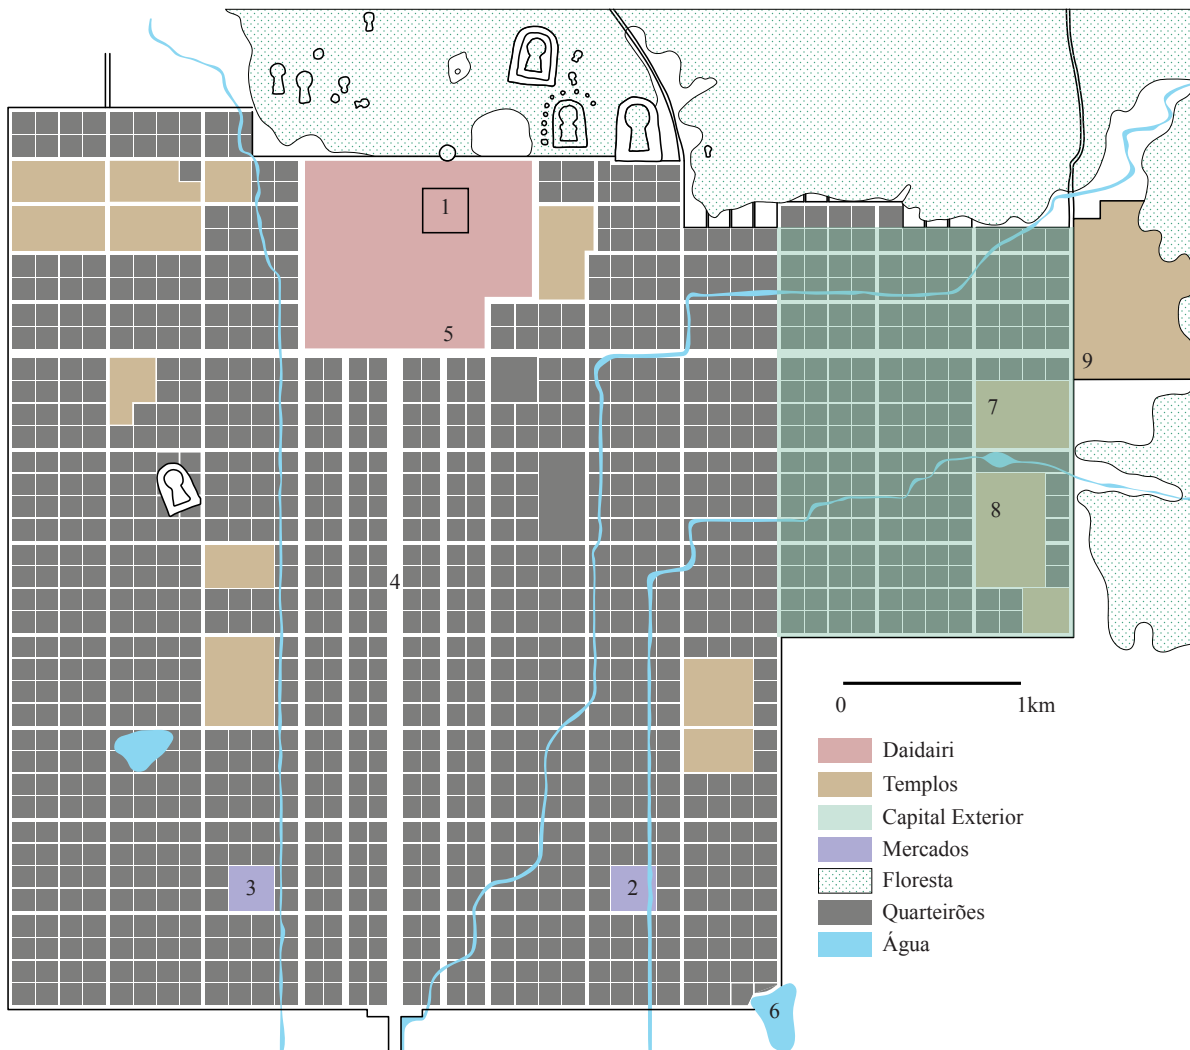 1
5
9
7
8
4
3
2
6
0 1km
Daidairi
Templos
Capital Exterior
Mercados
Floresta
Quarteirões
Água